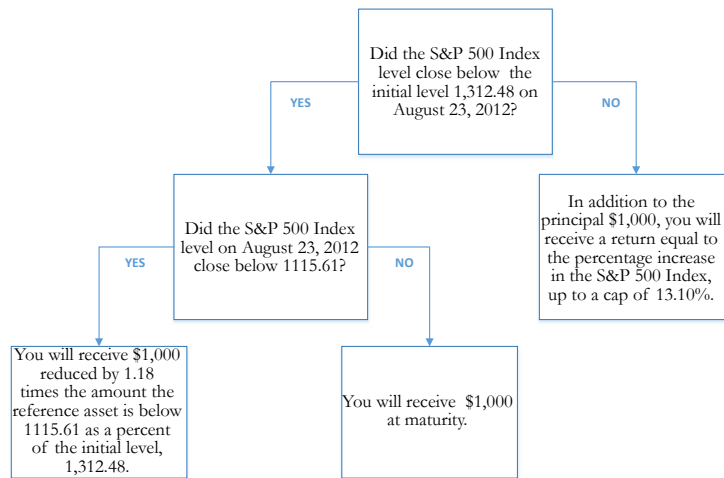 Did the S&P 500 Index
level close below the
initial level 1,312.48 on
August 23, 2012?
YES
NO
Did the S&P 500 Index
level on August 23, 2012
close below 1115.61?
In addition to the
principal $1,000, you will
receive a return equal to
the percentage increase
in the S&P 500 Index,
up to a cap of 13.10%.
YES
NO
You will receive $1,000
reduced by 1.18
times the amount the
reference asset is below
1115.61 as a percent
of the initial level,
1,312.48.
You will receive $1,000
at maturity.